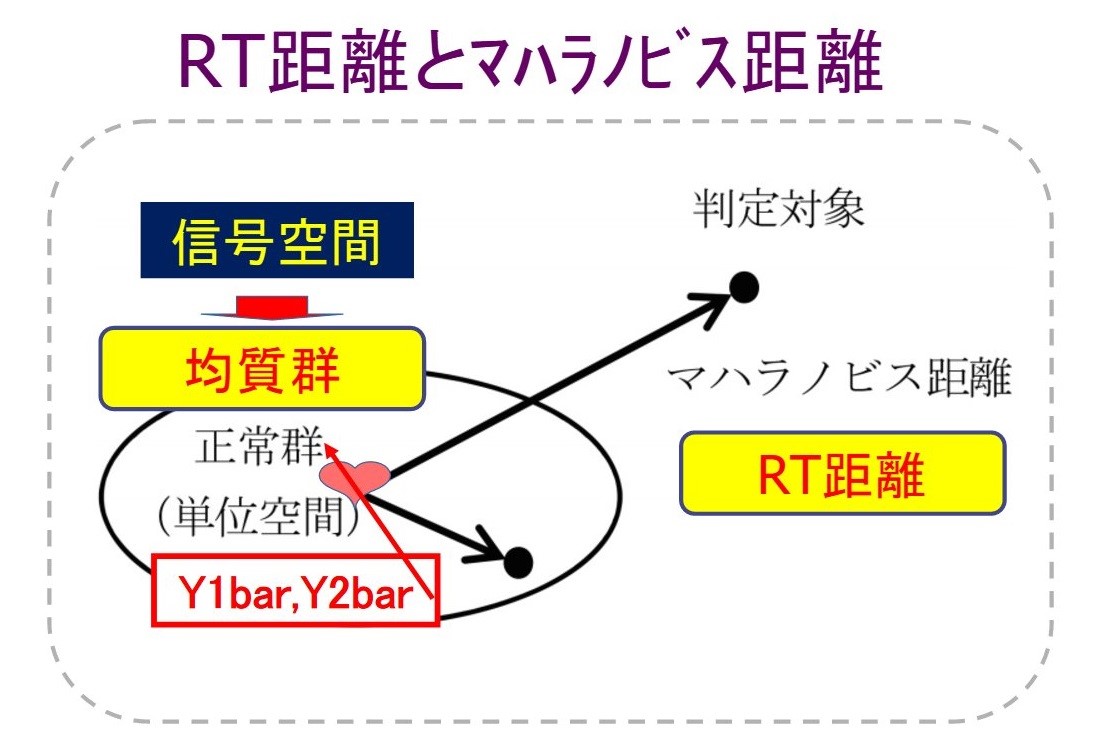 RT距離とﾏﾊﾗﾉﾋﾞｽ距離
信号空間
均質群
正常群
(単位空間)
Y1bar,Y2bar
判定対象
マハラノビス距離
RT距離